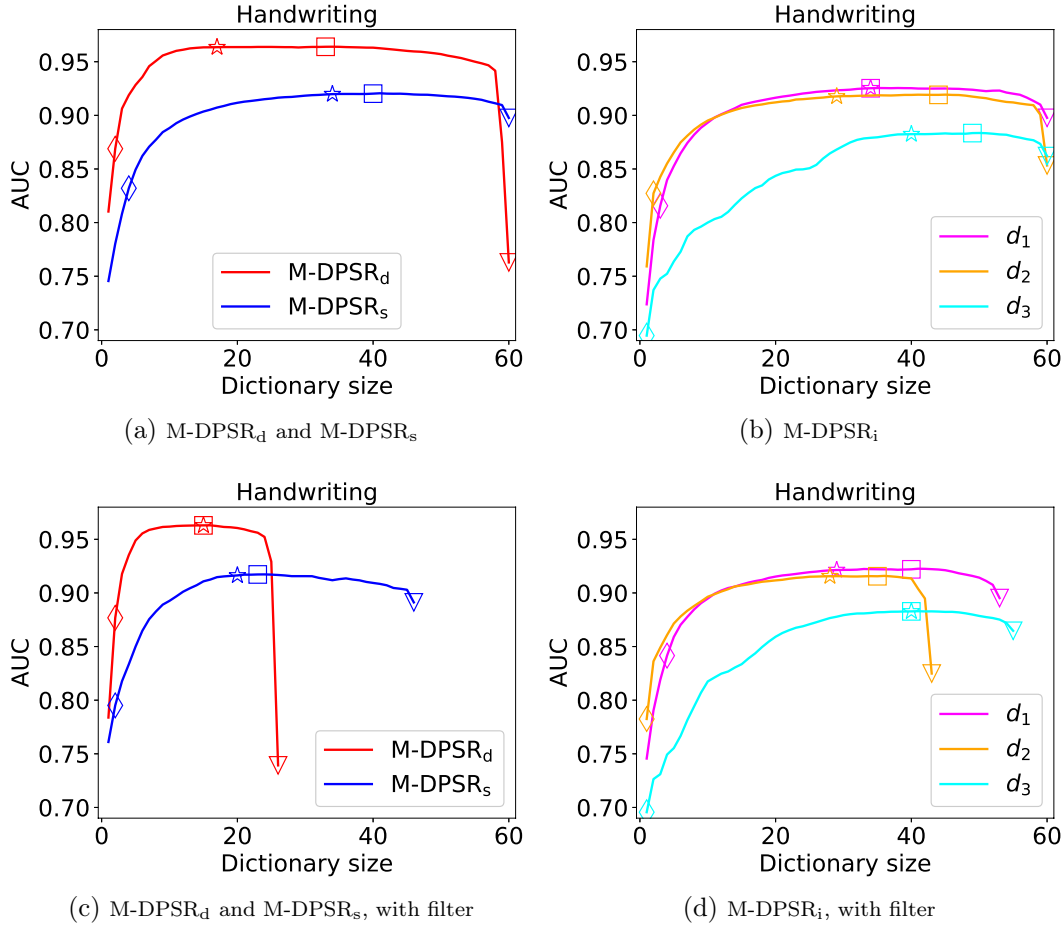 Handwriting
AUC
0.95
0.90
0.85
0.80
0.75
0.70
M-DPSR_d
M-DPSR_s
0 20 40 60
Dictionary size
(a) M-DPSR_d and M-DPSR_s
Handwriting
AUC
0.95
0.90
0.85
0.80
0.75
0.70
d_1
d_2
d_3
0 20 40 60
Dictionary size
(b) M-DPSR_i
Handwriting
AUC
0.95
0.90
0.85
0.80
0.75
0.70
M-DPSR_d
M-DPSR_s
0 20 40 60
Dictionary size
(c) M-DPSR_d and M-DPSR_s, with filter
Handwriting
AUC
0.95
0.90
0.85
0.80
0.75
0.70
d_1
d_2
d_3
0 20 40 60
Dictionary size
(d) M-DPSR_i, with filter